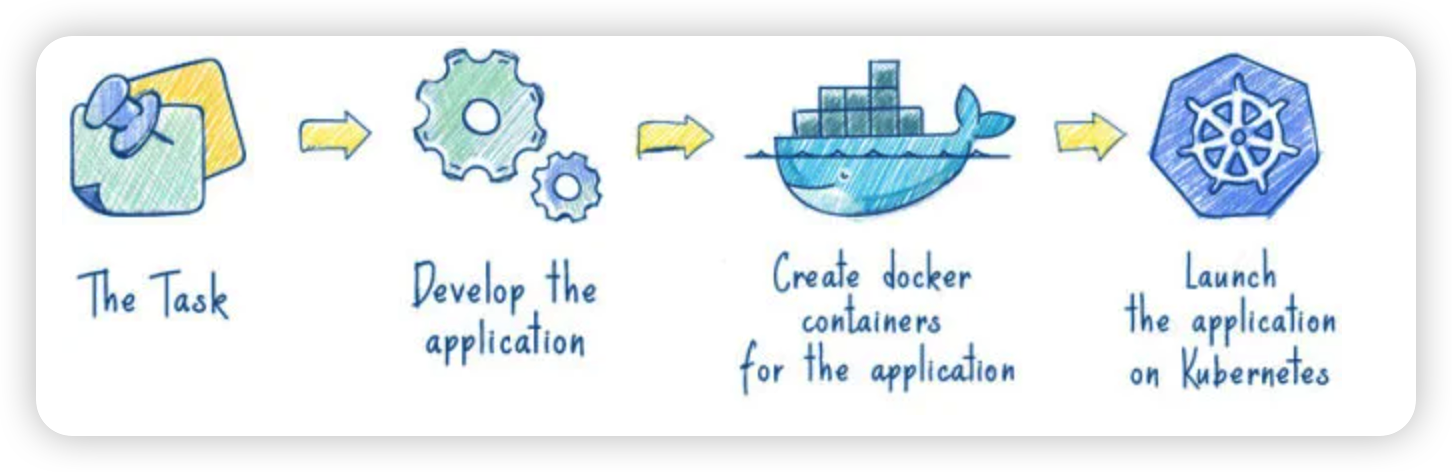 The Task
Develop the
application
Create docker
containers
for the application
Launch
the application
on Kubernetes